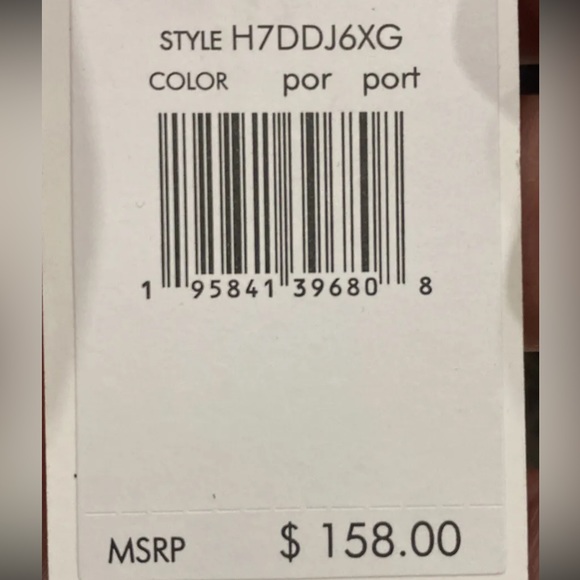 STYLE H7DDJ6XG
COLOR por port
1 95841 39680 8
MSRP $ 158.00